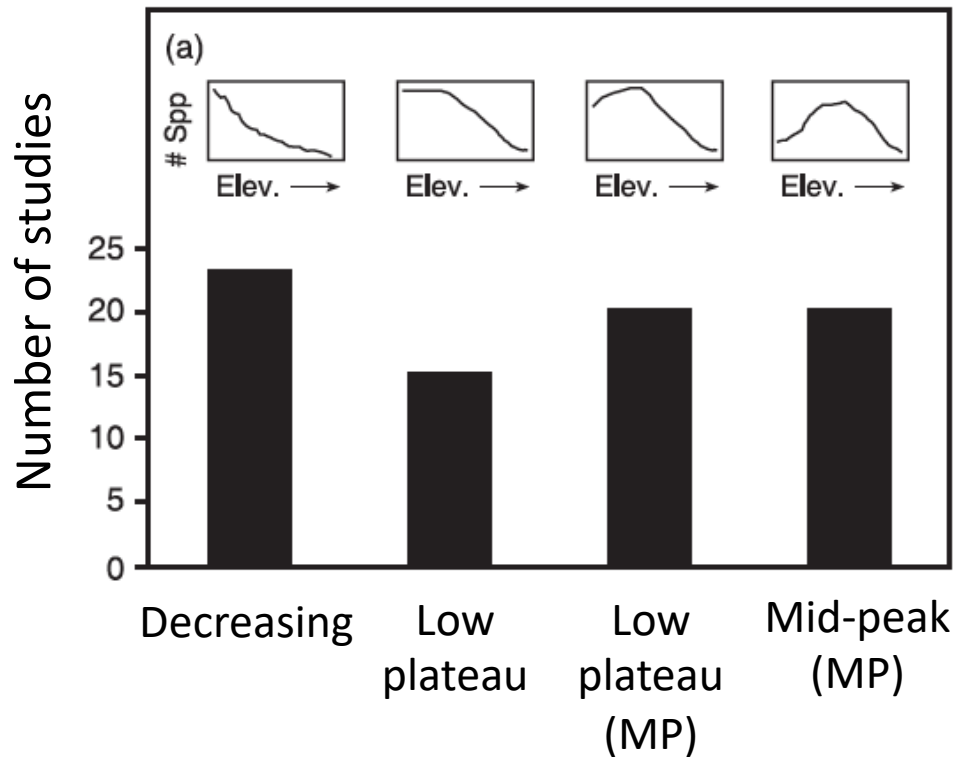 (a)
# Spp
Elev.
Elev.
Elev.
Elev.
Number of studies
25
20
15
10
5
0
Decreasing
Low
plateau
Low
plateau
(MP)
Mid-peak
(MP)